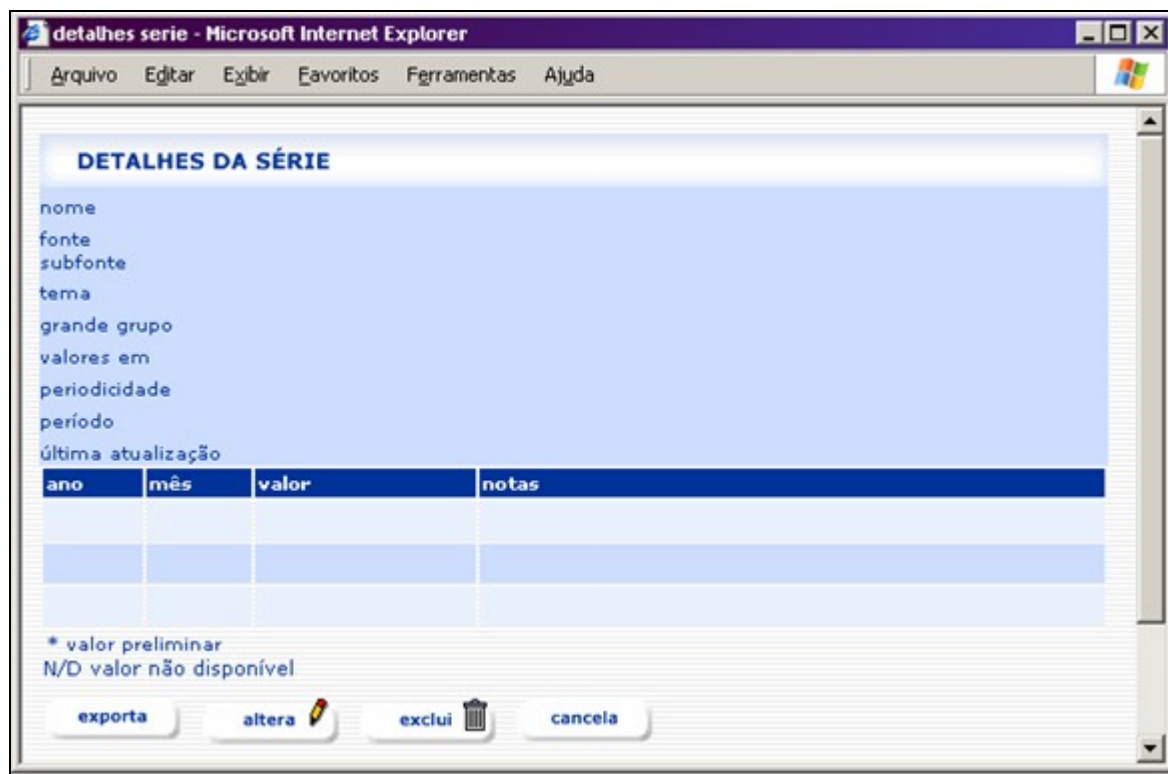 detalhes serie - Microsoft Internet Explorer
Arquivo Editar Exibir Favoritos Ferramentas Ajuda
DETALHES DA SÉRIE
nome
fonte
subfonte
tema
grande grupo
valores em
periodicidade
período
última atualização
ano mês valor notas
* valor preliminar
N/D valor não disponível
exporta altera exclui cancela